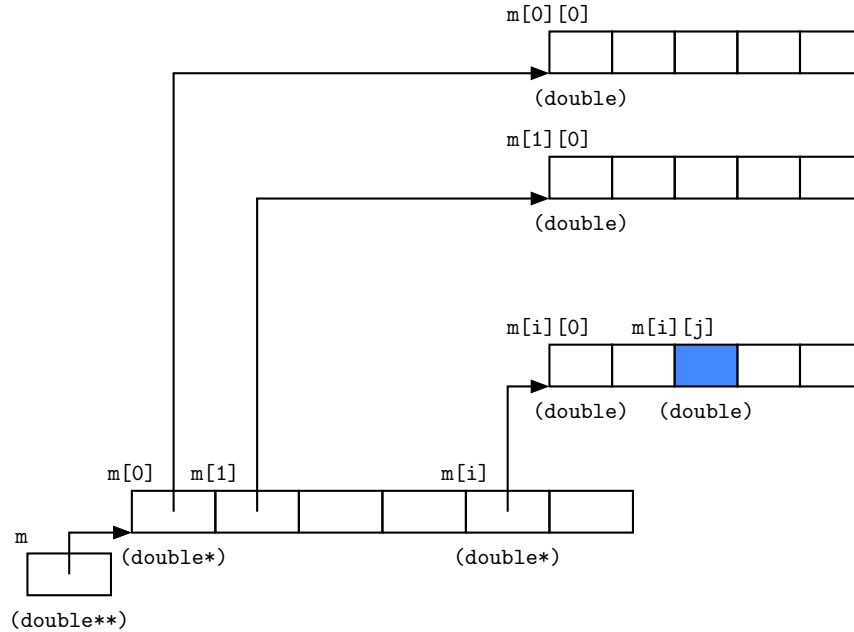 m[0][0]
(double)
m[1][0]
(double)
m[i][0] m[i][j]
(double) (double)
m[0] m[1] m[i]
m
(double*) (double*)
(double**)